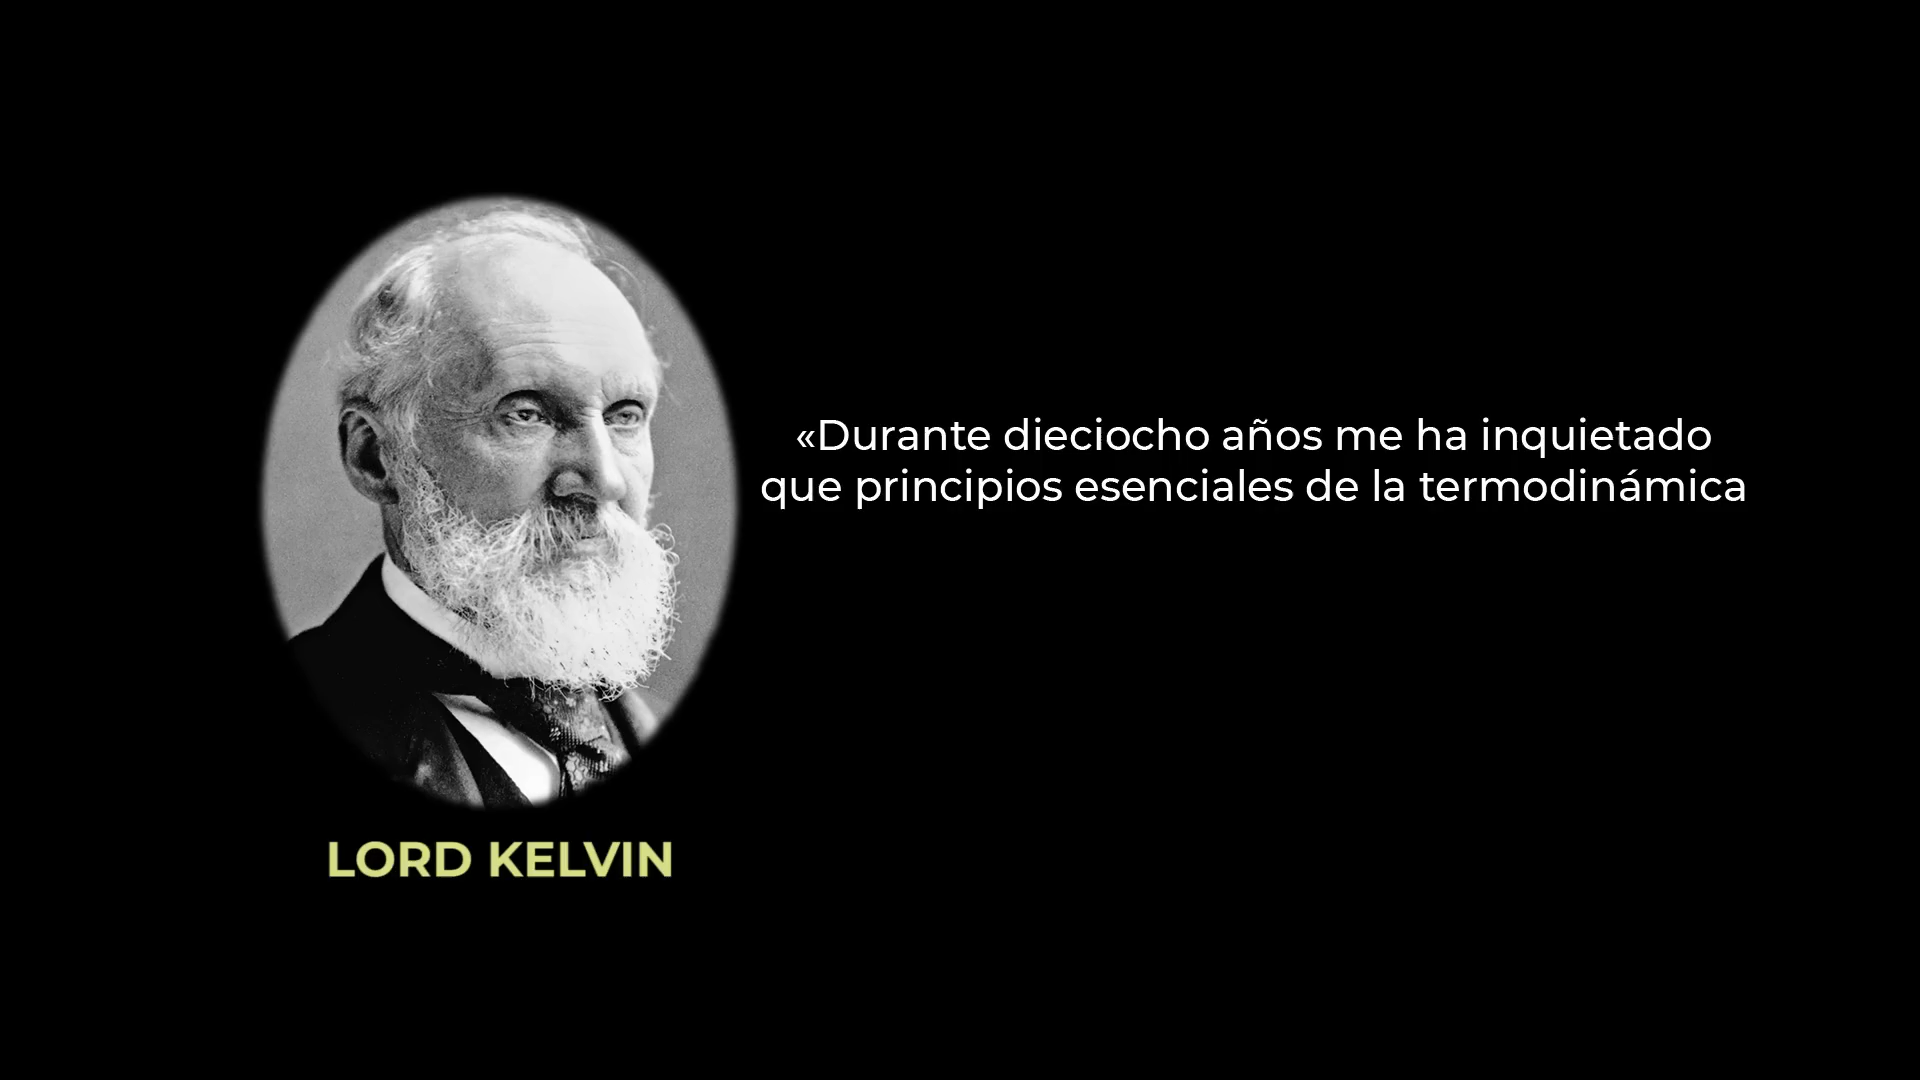 «Durante dieciocho años me ha inquietado
que principios esenciales de la termodinámica
LORD KELVIN